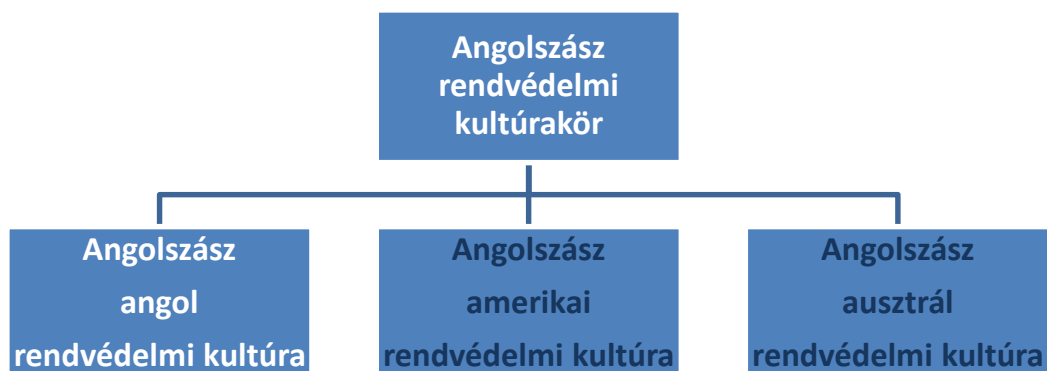 Angolszász
rendvédelmi
kultúrakör
Angolszász
angol
rendvédelmi kultúra
Angolszász
amerikai
rendvédelmi kultúra
Angolszász
ausztrál
rendvédelmi kultúra